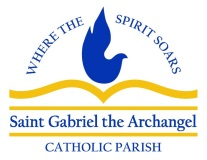 WHERE THE SPIRIT SOARS
Saint Gabriel the Archangel
CATHOLIC PARISH